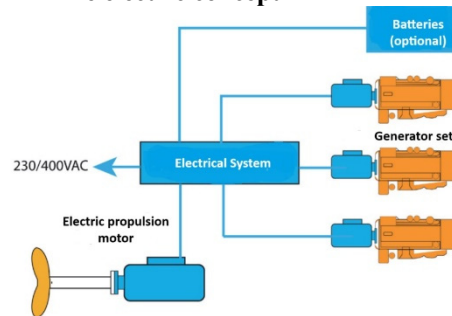 Batteries
(optional)
Generator set
Electrical System
230/400VAC
Electric propulsion
motor